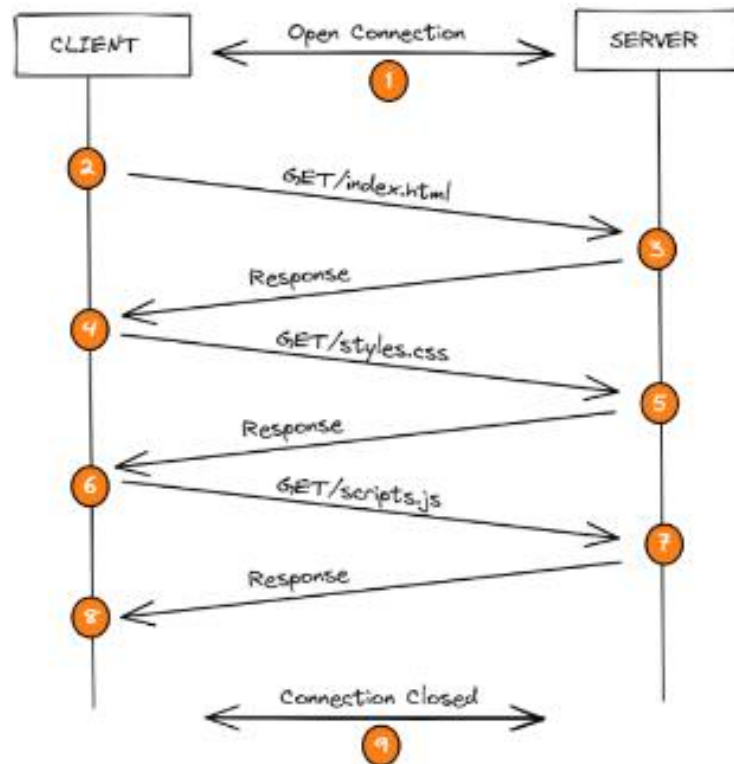 CLIENT
Open Connection
SERVER
1
2
GET/index.html
3
Response
4
GET/styles.css
5
Response
6
GET/scripts.js
7
Response
8
Connection Closed
9